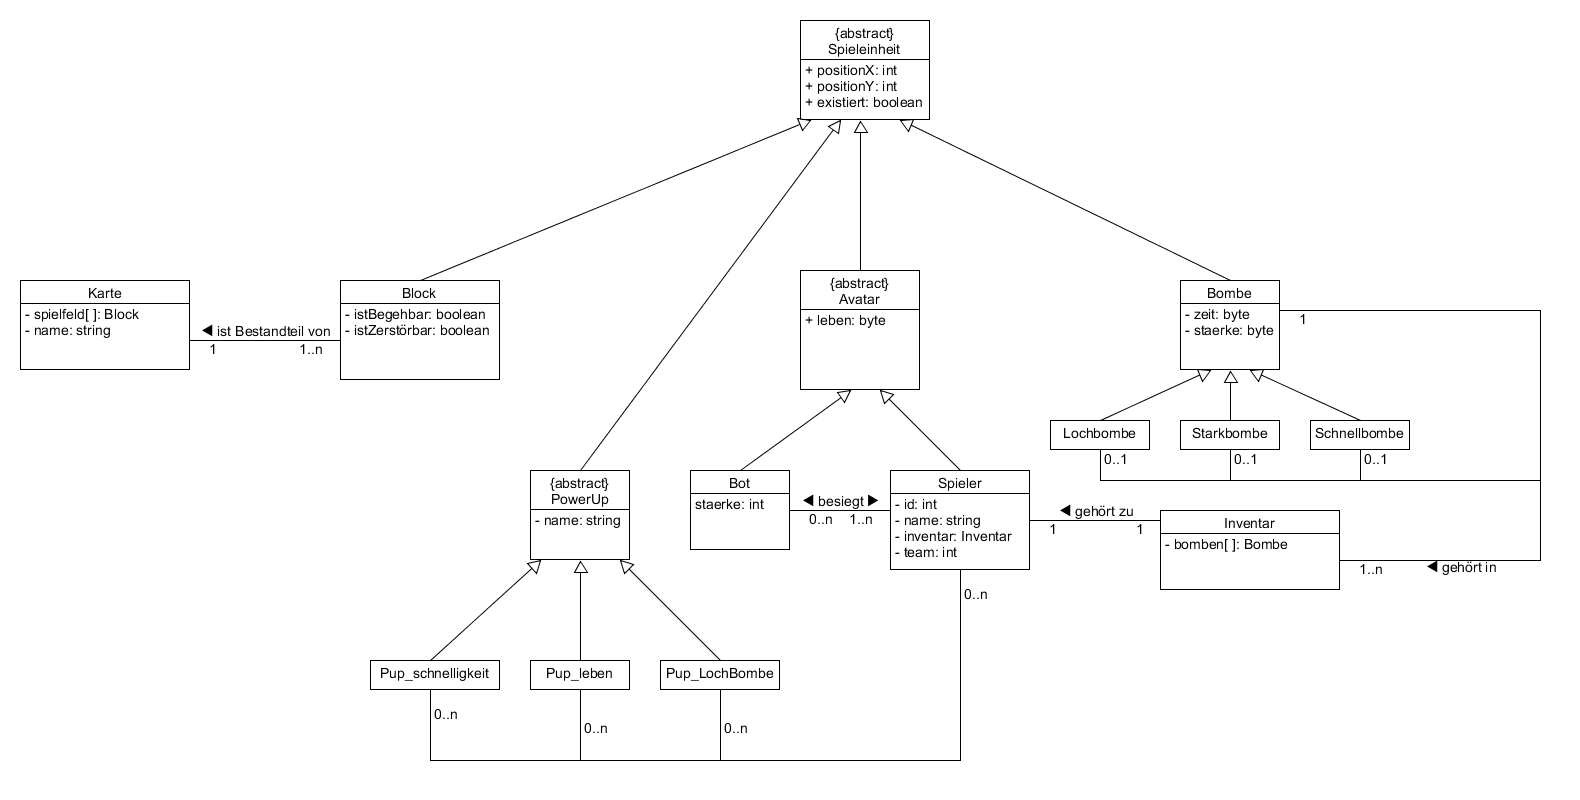 {abstract}
Spieleinheit
+ positionX: int
+ positionY: int
+ existiert: boolean
Karte
- spielfeld[ ]: Block
- name: string
◀ ist Bestandteil von
1
1..n
Block
- istBegehbar: boolean
- istZerstörbar: boolean
{abstract}
Avatar
+ leben: byte
Bombe
- zeit: byte
- staerke: byte
1
Lochbombe
Starkbombe
Schnellbombe
0..1
0..1
0..1
{abstract}
PowerUp
- name: string
Bot
staerke: int
◀ besiegt ▶
0..n
1..n
Spieler
- id: int
- name: string
- inventar: Inventar
- team: int
◀ gehört zu
1
1
Inventar
- bomben[ ]: Bombe
1..n
◀ gehört in
0..n
Pup_schnelligkeit
Pup_leben
Pup_LochBombe
0..n
0..n
0..n